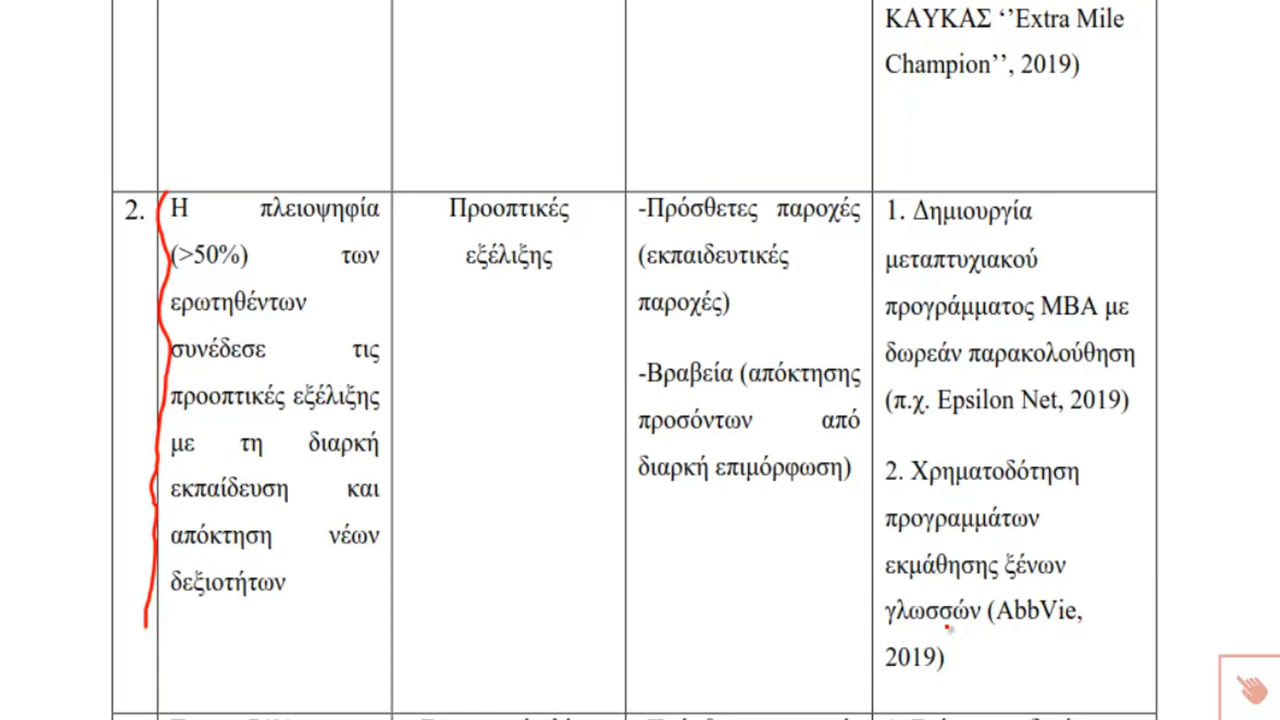 ΚΑΥΚΑΣ ‘’Extra Mile
Champion’’, 2019)
2.
Η πλειοψηφία
(>50%) των
ερωτηθέντων
συνέδεσε τις
προοπτικές εξέλιξης
με τη διαρκή
εκπαίδευση και
απόκτηση νέων
δεξιοτήτων
Προοπτικές
εξέλιξης
-Πρόσθετες παροχές
(εκπαιδευτικές
παροχές)
-Βραβεία (απόκτησης
προσόντων από
διαρκή επιμόρφωση)
1. Δημιουργία
μεταπτυχιακού
προγράμματος MBA με
δωρεάν παρακολούθηση
(π.χ. Epsilon Net, 2019)
2. Χρηματοδότηση
προγραμμάτων
εκμάθησης ξένων
γλωσσών (AbbVie,
2019)